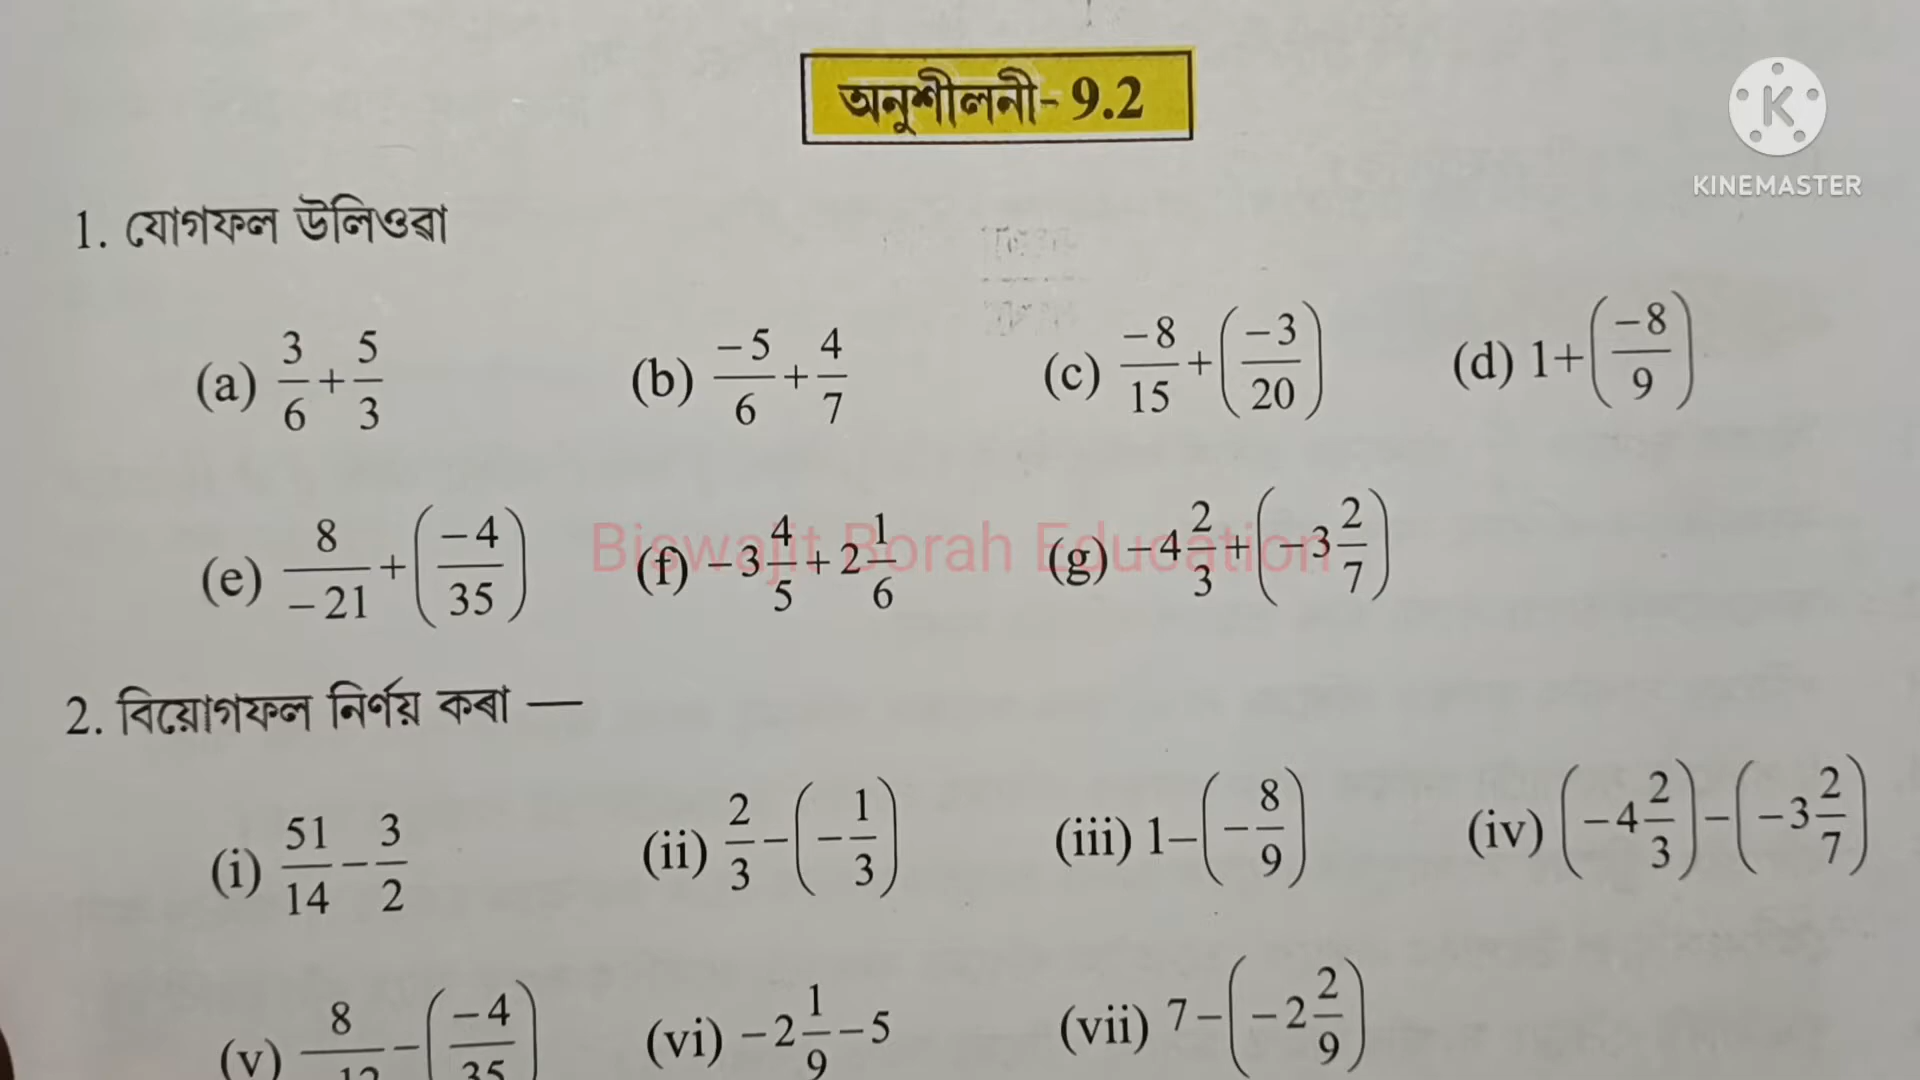 অনুশীলনী- 9.2
KINEMASTER
1. যোগফল উলিওৱা
(a) 3/6 + 5/3 (b) -5/6 + 4/7 (c) -8/15 + (-3/20) (d) 1+(-8/9)
(e) 8/-21 + (-4/35) (f) -3 4/5 + 2 1/6 (g) -4 2/3 + (-3 2/7)
Biswajit Borah Education
2. বিয়োগফল নিৰ্ণয় কৰা —
(i) 51/14 - 3/2 (ii) 2/3 - (-1/3) (iii) 1-(-8/9) (iv) (-4 2/3) - (-3 2/7)
(v) 8/ - (-4/35) (vi) -2 1/9 - 5 (vii) 7-(-2 2/9)